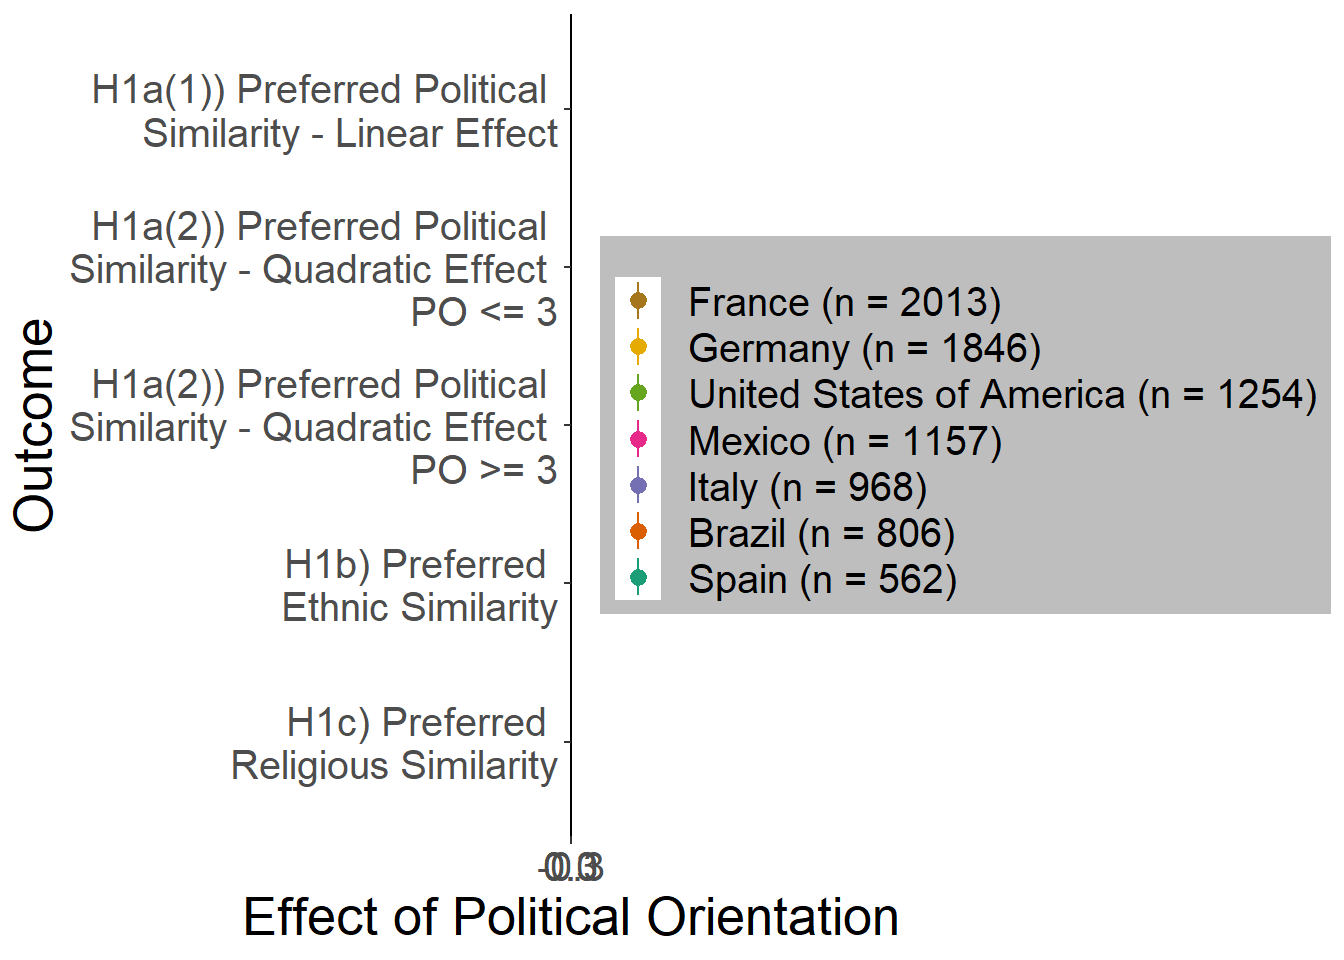 H1a(1)) Preferred Political
Similarity - Linear Effect
H1a(2)) Preferred Political
Similarity - Quadratic Effect
PO <= 3
H1a(2)) Preferred Political
Similarity - Quadratic Effect
PO >= 3
H1b) Preferred
Ethnic Similarity
H1c) Preferred
Religious Similarity
Outcome
France (n = 2013)
Germany (n = 1846)
United States of America (n = 1254)
Mexico (n = 1157)
Italy (n = 968)
Brazil (n = 806)
Spain (n = 562)
Effect of Political Orientation